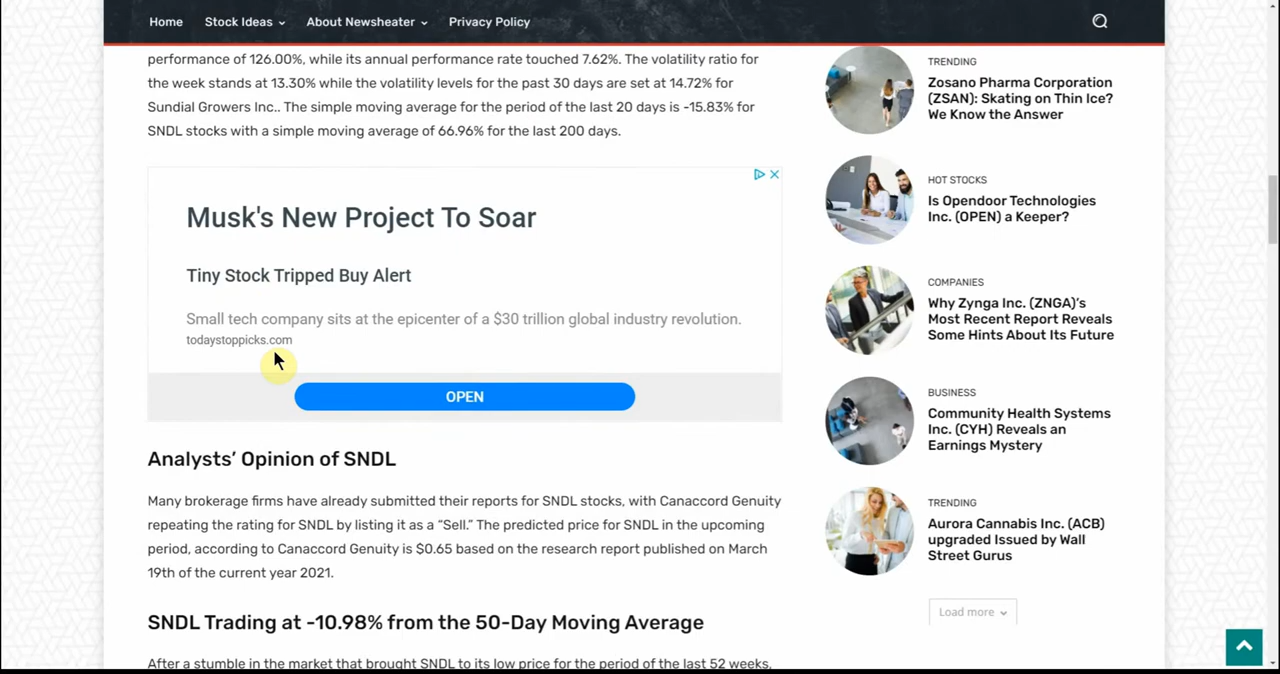 Home
Stock Ideas
About Newsheater
Privacy Policy
performance of 126.00%, while its annual performance rate touched 7.62%. The volatility ratio for
the week stands at 13.30% while the volatility levels for the past 30 days are set at 14.72% for
Sundial Growers Inc.. The simple moving average for the period of the last 20 days is -15.83% for
SNDL stocks with a simple moving average of 66.96% for the last 200 days.
Musk's New Project To Soar
Tiny Stock Tripped Buy Alert
Small tech company sits at the epicenter of a $30 trillion global industry revolution.
todaystoppicks.com
OPEN
Analysts’ Opinion of SNDL
Many brokerage firms have already submitted their reports for SNDL stocks, with Canaccord Genuity
repeating the rating for SNDL by listing it as a “Sell.” The predicted price for SNDL in the upcoming
period, according to Canaccord Genuity is $0.65 based on the research report published on March
19th of the current year 2021.
SNDL Trading at -10.98% from the 50-Day Moving Average
After a stumble in the market that brought SNDL to its low price for the period of the last 52 weeks,
TRENDING
Zosano Pharma Corporation
(ZSAN): Skating on Thin Ice?
We Know the Answer
HOT STOCKS
Is Opendoor Technologies
Inc. (OPEN) a Keeper?
COMPANIES
Why Zynga Inc. (ZNGA)’s
Most Recent Report Reveals
Some Hints About Its Future
BUSINESS
Community Health Systems
Inc. (CYH) Reveals an
Earnings Mystery
TRENDING
Aurora Cannabis Inc. (ACB)
upgraded Issued by Wall
Street Gurus
Load more